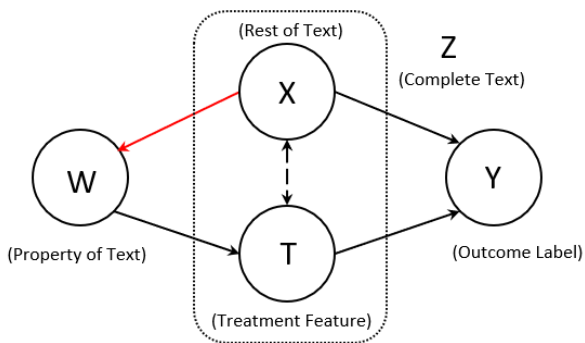 (Rest of Text)
X
Z
(Complete Text)
W
(Property of Text)
Y
(Outcome Label)
T
(Treatment Feature)